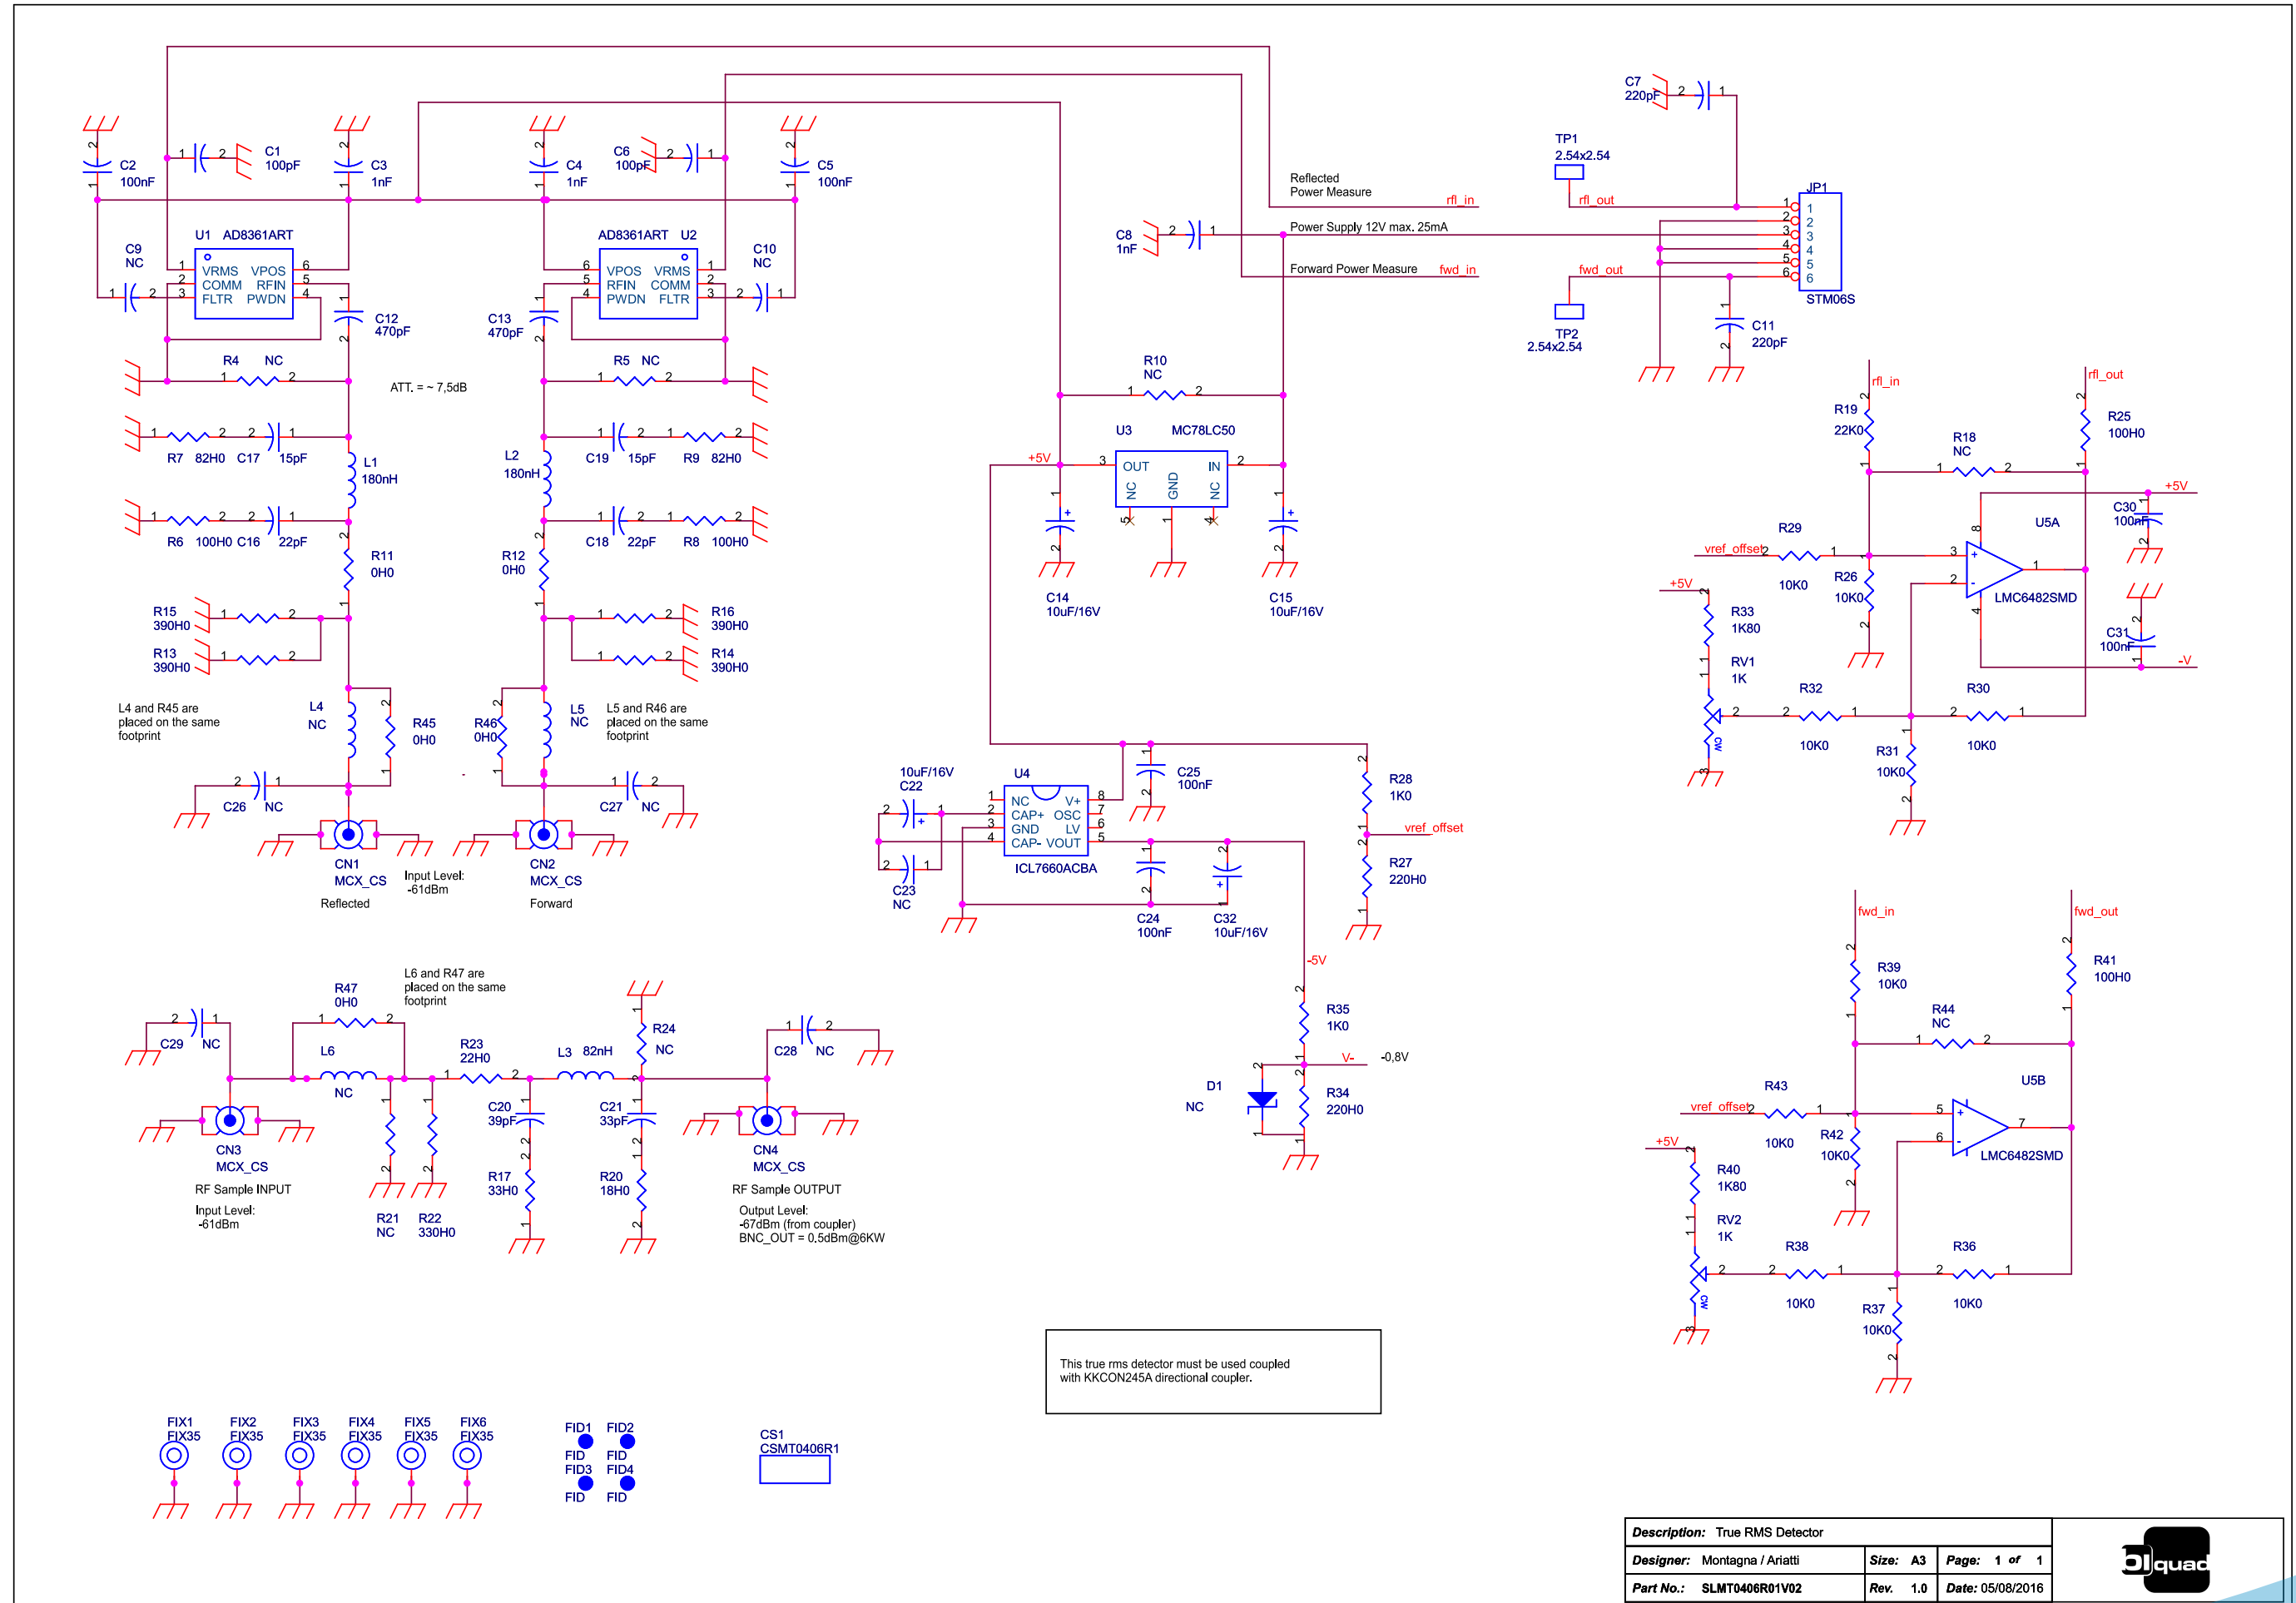 C7
220pF
TP1
2.54x2.54
C2
100nF
C1
100pF
C3
1nF
C4
1nF
C6
100pF
C5
100nF
Reflected
Power Measure
rfl_in
rfl_out
JP1
1
2
3
4
5
6
STM06S
C8
1nF
Power Supply 12V max. 25mA
Forward Power Measure
fwd_in
fwd_out
TP2
2.54x2.54
C11
220pF
U1 AD8361ART
VRMS VPOS
COMM RFIN
FLTR PWDN
C9
NC
AD8361ART U2
VPOS VRMS
RFIN COMM
PWDN FLTR
C10
NC
C12
470pF
C13
470pF
R4 NC
R5 NC
ATT. = ~ 7,5dB
R7 82H0 C17 15pF
L1
180nH
L2
180nH
C19 15pF R9 82H0
R6 100H0 C16 22pF
C18 22pF R8 100H0
R11
0H0
R12
0H0
R15
390H0
R13
390H0
R16
390H0
R14
390H0
L4 and R45 are
placed on the same
footprint
L4
NC
R45
0H0
R46
0H0
L5
NC
L5 and R46 are
placed on the same
footprint
C26 NC
C27 NC
CN1
MCX_CS
Reflected
Input Level:
-61dBm
CN2
MCX_CS
Forward
R10
NC
U3 MC78LC50
+5V
OUT IN
NC GND NC
C14
10uF/16V
C15
10uF/16V
10uF/16V
C22
U4
NC V+
CAP+ OSC
GND LV
CAP- VOUT
ICL7660ACBA
C23
NC
C25
100nF
C24
100nF
C32
10uF/16V
R28
1K0
vref_offset
R27
220H0
-5V
R35
1K0
V-
-0,8V
D1
NC
R34
220H0
rfl_in
rfl_out
R19
22K0
R25
100H0
R18
NC
+5V
C30
100nF
U5A
R29
vref_offset
10K0
R26
10K0
LMC6482SMD
+5V
R33
1K80
C31
100nF
-V
RV1
1K
CW
R32
10K0
R30
10K0
R31
10K0
fwd_in
fwd_out
R39
10K0
R41
100H0
R44
NC
U5B
R43
vref_offset
10K0
R42
10K0
LMC6482SMD
+5V
R40
1K80
RV2
1K
CW
R38
10K0
R36
10K0
R37
10K0
L6 and R47 are
placed on the same
footprint
R47
0H0
C29 NC
L6
NC
R23
22H0
L3 82nH
R24
NC
C28 NC
CN3
MCX_CS
RF Sample INPUT
Input Level:
-61dBm
R21
NC
R22
330H0
C20
39pF
R17
33H0
C21
33pF
R20
18H0
CN4
MCX_CS
RF Sample OUTPUT
Output Level:
-67dBm (from coupler)
BNC_OUT = 0.5dBm@6KW
This true rms detector must be used coupled
with KKCON245A directional coupler.
FIX1 FIX2 FIX3 FIX4 FIX5 FIX6
FIX35 FIX35 FIX35 FIX35 FIX35 FIX35
FID1 FID2
FID FID
FID3 FID4
FID FID
CS1
CSMT0406R1
Description: True RMS Detector
Designer: Montagna / Ariatti Size: A3 Page: 1 of 1
Part No.: SLMT0406R01V02 Rev. 1.0 Date: 05/08/2016
quad